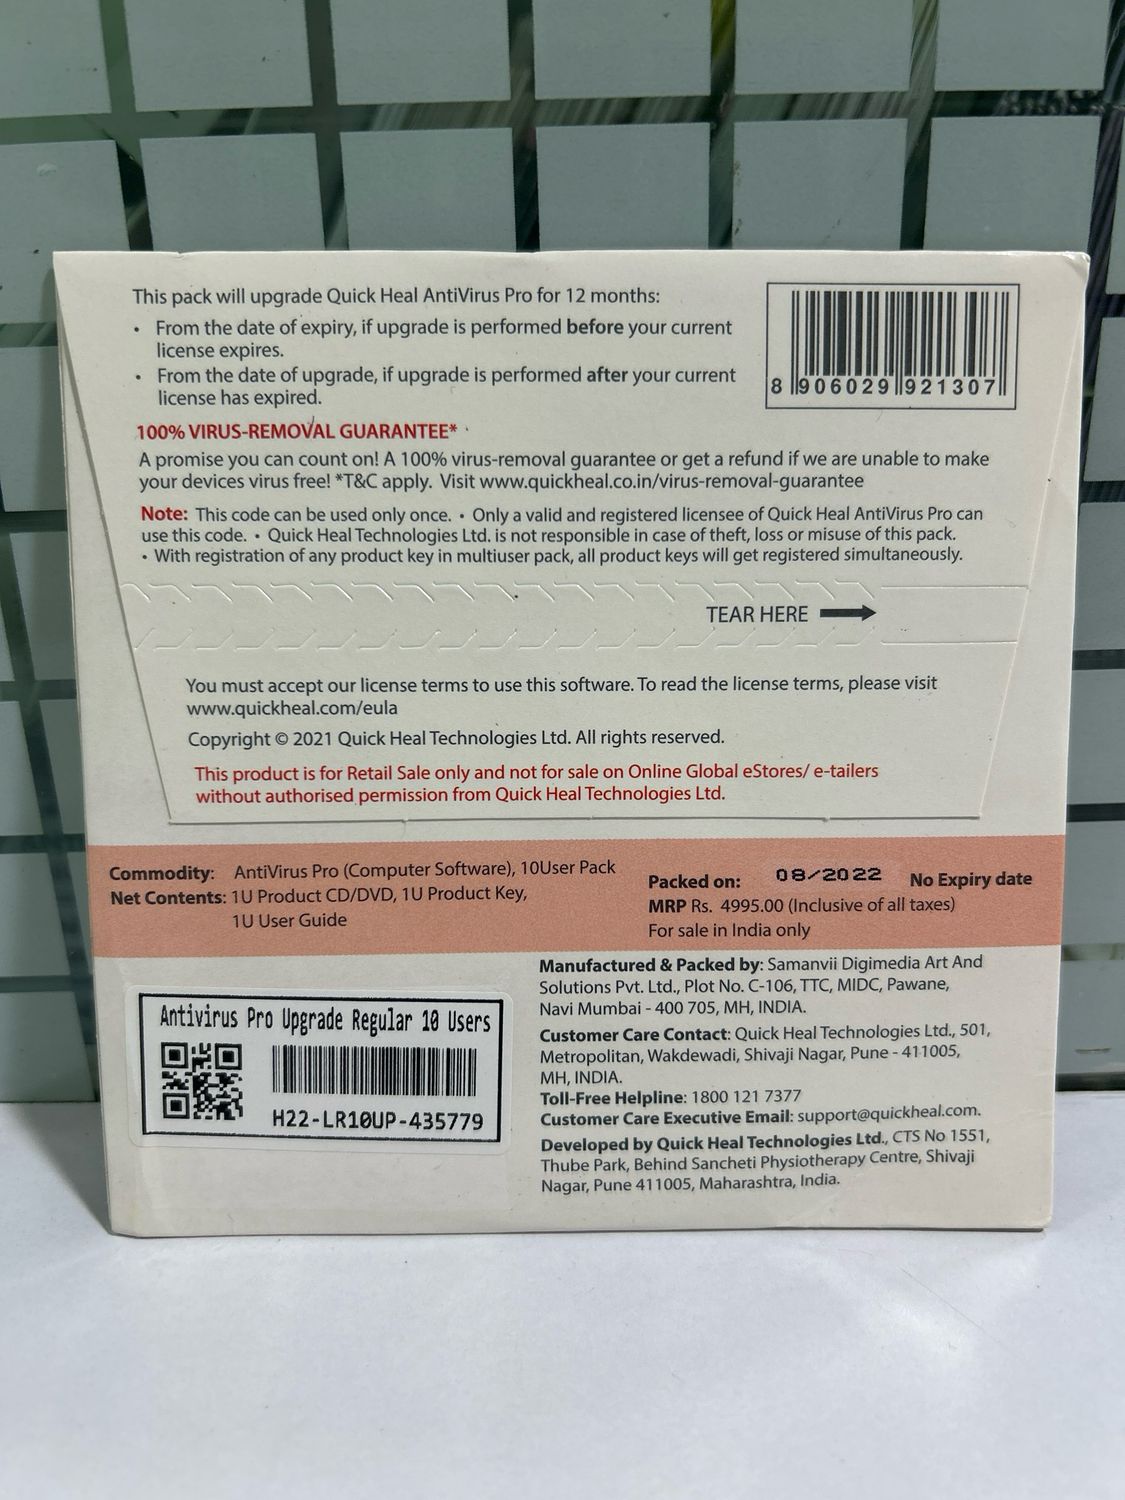 This pack will upgrade Quick Heal AntiVirus Pro for 12 months:
• From the date of expiry, if upgrade is performed before your current
license expires.
• From the date of upgrade, if upgrade is performed after your current
license has expired.
8 906029 921307
100% VIRUS-REMOVAL GUARANTEE*
A promise you can count on! A 100% virus-removal guarantee or get a refund if we are unable to make
your devices virus free! *T&C apply. Visit www.quickheal.co.in/virus-removal-guarantee
Note: This code can be used only once. • Only a valid and registered licensee of Quick Heal AntiVirus Pro can
use this code. • Quick Heal Technologies Ltd. is not responsible in case of theft, loss or misuse of this pack.
• With registration of any product key in multiuser pack, all product keys will get registered simultaneously.
TEAR HERE
You must accept our license terms to use this software. To read the license terms, please visit
www.quickheal.com/eula
Copyright © 2021 Quick Heal Technologies Ltd. All rights reserved.
This product is for Retail Sale only and not for sale on Online Global eStores/ e-tailers
without authorised permission from Quick Heal Technologies Ltd.
Commodity: AntiVirus Pro (Computer Software), 10User Pack
Net Contents: 1U Product CD/DVD, 1U Product Key,
1U User Guide
Packed on: 08/2022 No Expiry date
MRP Rs. 4995.00 (Inclusive of all taxes)
For sale in India only
Antivirus Pro Upgrade Regular 10 Users
H22-LR10UP-435779
Manufactured & Packed by: Samanvii Digimedia Art And
Solutions Pvt. Ltd., Plot No. C-106, TTC, MIDC, Pawane,
Navi Mumbai - 400 705, MH, INDIA.
Customer Care Contact: Quick Heal Technologies Ltd., 501,
Metropolitan, Wakdewadi, Shivaji Nagar, Pune - 411005,
MH, INDIA.
Toll-Free Helpline: 1800 121 7377
Customer Care Executive Email: support@quickheal.com.
Developed by Quick Heal Technologies Ltd., CTS No 1551,
Thube Park, Behind Sancheti Physiotherapy Centre, Shivaji
Nagar, Pune 411005, Maharashtra, India.